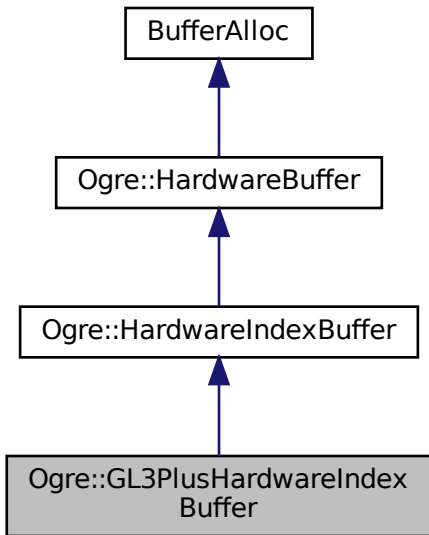 BufferAlloc
Ogre::HardwareBuffer
Ogre::HardwareIndexBuffer
Ogre::GL3PlusHardwareIndex
Buffer